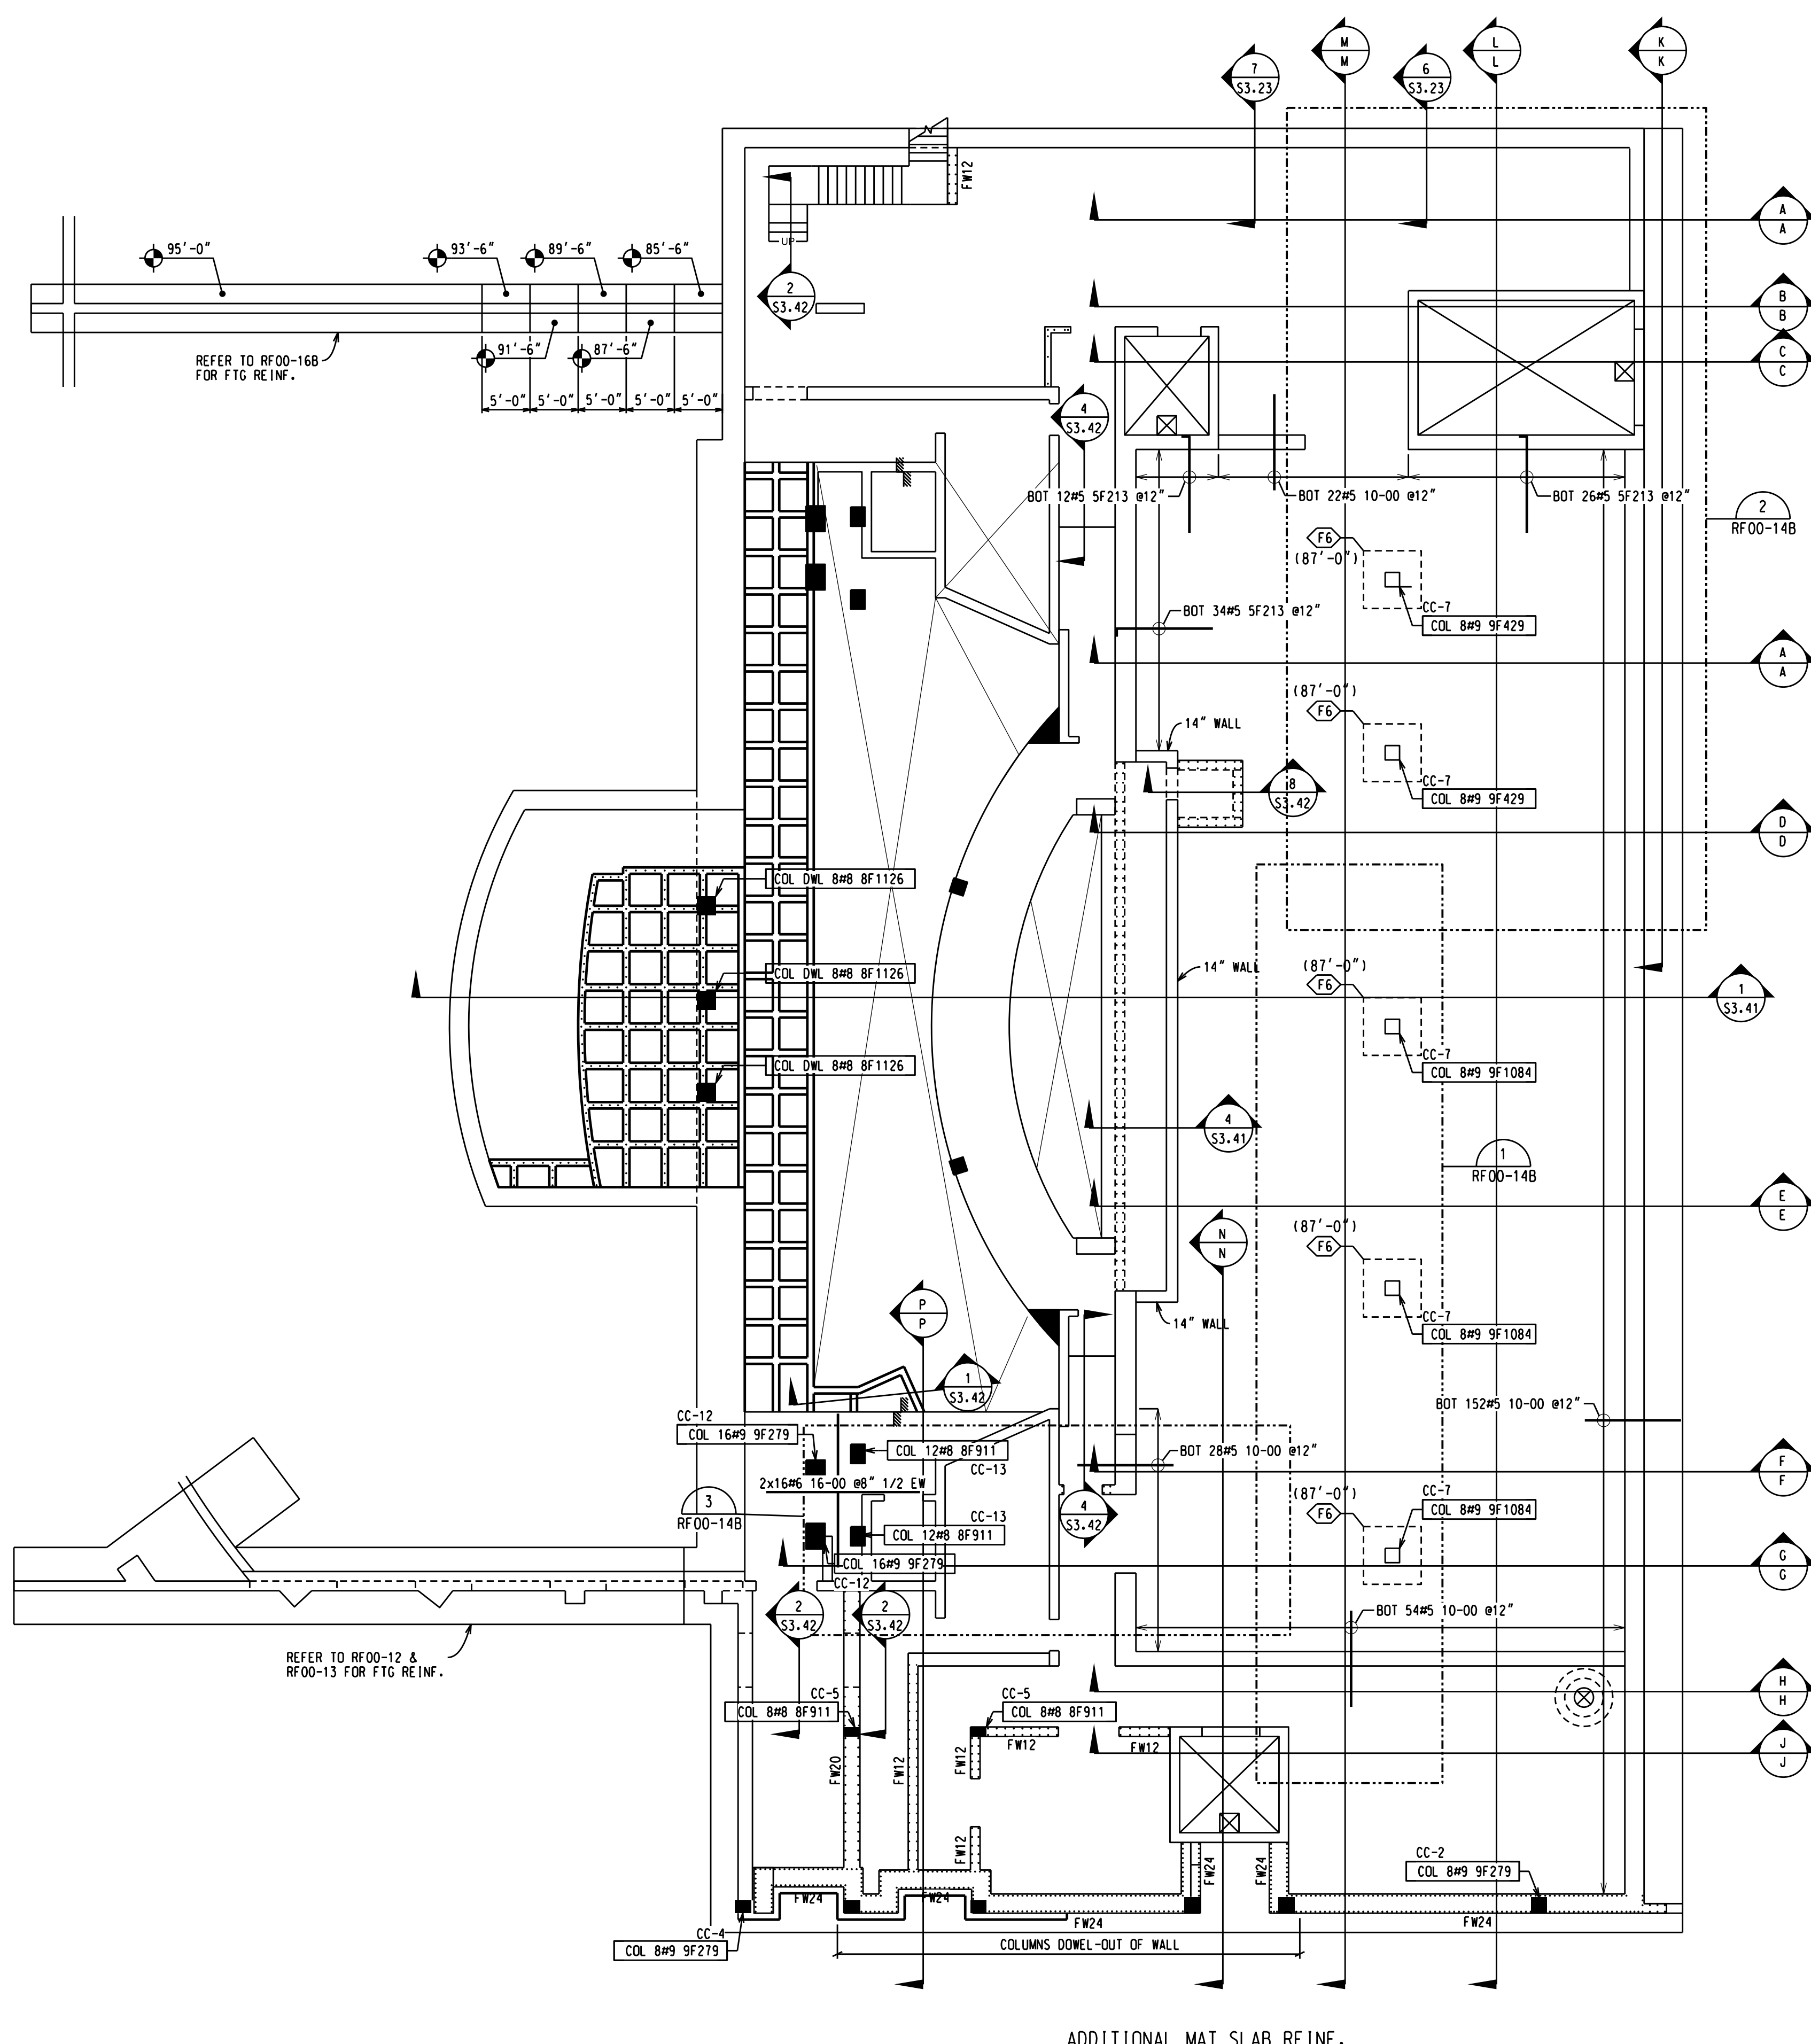 M
M
L
L
K
K
7
S3.23
6
S3.23
FW12
A
A
UP
95'-0"
93'-6"
89'-6"
85'-6"
2
S3.42
B
B
91'-6"
87'-6"
REFER TO RF00-16B
FOR FTG REINF.
C
C
5'-0"
5'-0"
5'-0"
5'-0"
5'-0"
4
S3.42
BOT 12#5 5F213 @12"
BOT 22#5 10-00 @12"
BOT 26#5 5F213 @12"
2
RF00-14B
F6
(87'-0")
CC-7
COL 8#9 9F429
BOT 34#5 5F213 @12"
A
A
(87'-0")
F6
14" WALL
CC-7
COL 8#9 9F429
8
S3.42
D
D
COL DWL 8#8 8F1126
14" WALL
(87'-0")
F6
COL DWL 8#8 8F1126
1
S3.41
CC-7
COL 8#9 9F1084
COL DWL 8#8 8F1126
4
S3.41
1
RF00-14B
E
E
(87'-0")
F6
N
N
P
P
14" WALL
CC-7
COL 8#9 9F1084
1
S3.42
BOT 152#5 10-00 @12"
CC-12
COL 16#9 9F279
COL 12#8 8F911
CC-13
BOT 28#5 10-00 @12"
F
F
2x16#6 16-00 @8" 1/2 EW
3
RF00-14B
4
S3.42
(87'-0")
F6
CC-7
COL 8#9 9F1084
CC-13
COL 12#8 8F911
COL 16#9 9F279
CC-12
G
G
2
S3.42
2
S3.42
BOT 54#5 10-00 @12"
REFER TO RF00-12 &
RF00-13 FOR FTG REINF.
H
H
CC-5
COL 8#8 8F911
CC-5
COL 8#8 8F911
FW12
FW12
J
J
FW20
FW12
FW12
FW12
FW24
FW24
CC-2
COL 8#9 9F279
FW24
FW24
FW24
FW24
CC-4
COL 8#9 9F279
COLUMNS DOWEL-OUT OF WALL
ADDITIONAL MAT SLAB REINF.